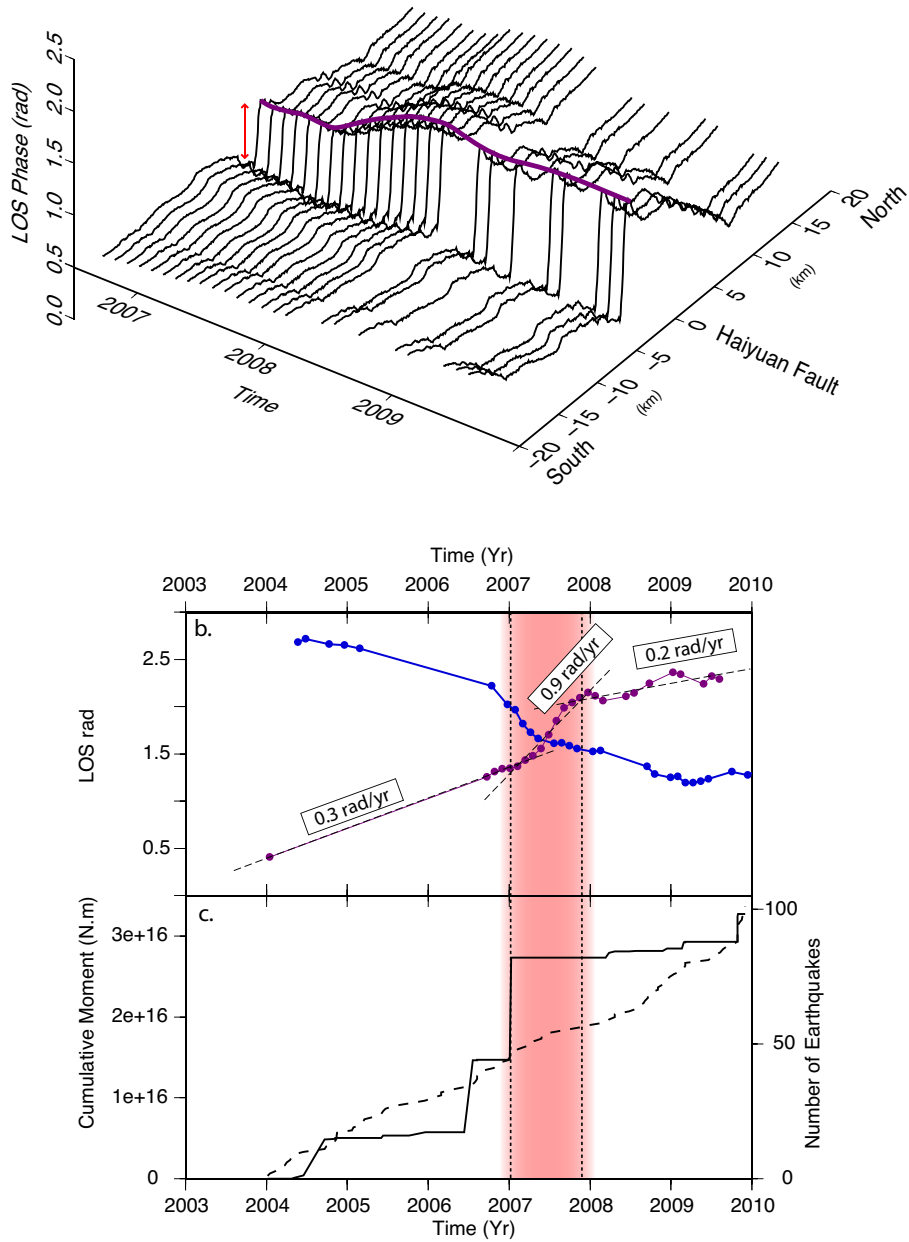 2.5
2.0
1.5
1.0
0.5
0.0
LOS Phase (rad)
2007
2008
2009
Time
20
North
15
10
(km)
5
0
Haiyuan Fault
−5
−10
(km)
−15
−20
South
Time (Yr)
2003 2004 2005 2006 2007 2008 2009 2010
b.
2.5
1.5
0.5
LOS rad
0.3 rad/yr
0.9 rad/yr
0.2 rad/yr
c.
3e+16
2e+16
1e+16
0
Cumulative Moment (N.m)
100
50
0
Number of Earthquakes
2003 2004 2005 2006 2007 2008 2009 2010
Time (Yr)